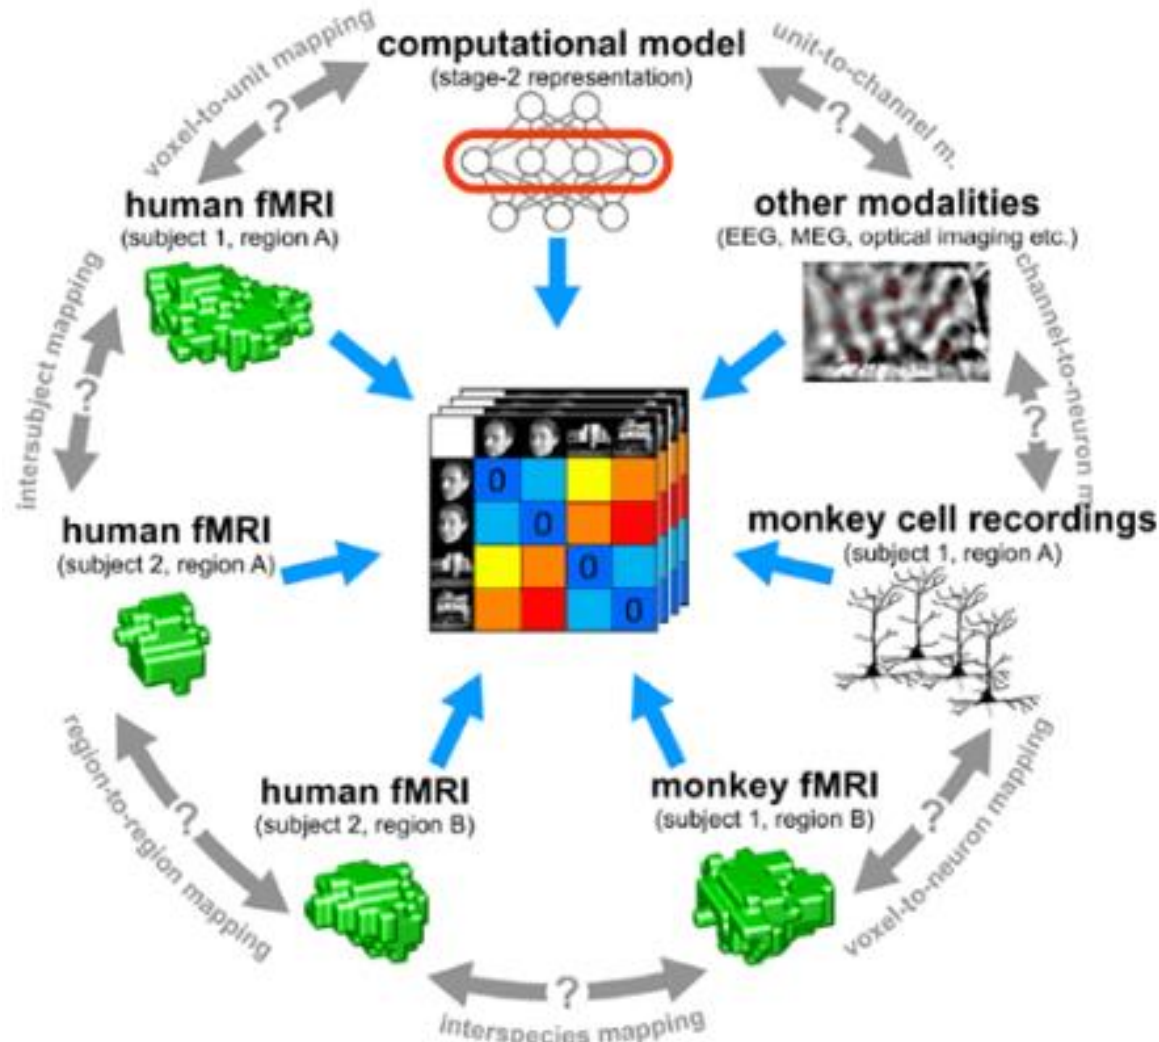 computational model
(stage-2 representation)
voxel-to-unit mapping
?
unit-to-channel m.
?
human fMRI
(subject 1, region A)
other modalities
(EEG, MEG, optical imaging etc.)
intersubject mapping
?
channel-to-neuron m.
?
0
0
0
0
human fMRI
(subject 2, region A)
monkey cell recordings
(subject 1, region A)
region-to-region mapping
?
human fMRI
(subject 2, region B)
monkey fMRI
(subject 1, region B)
voxel-to-neuron mapping
?
?
interspecies mapping